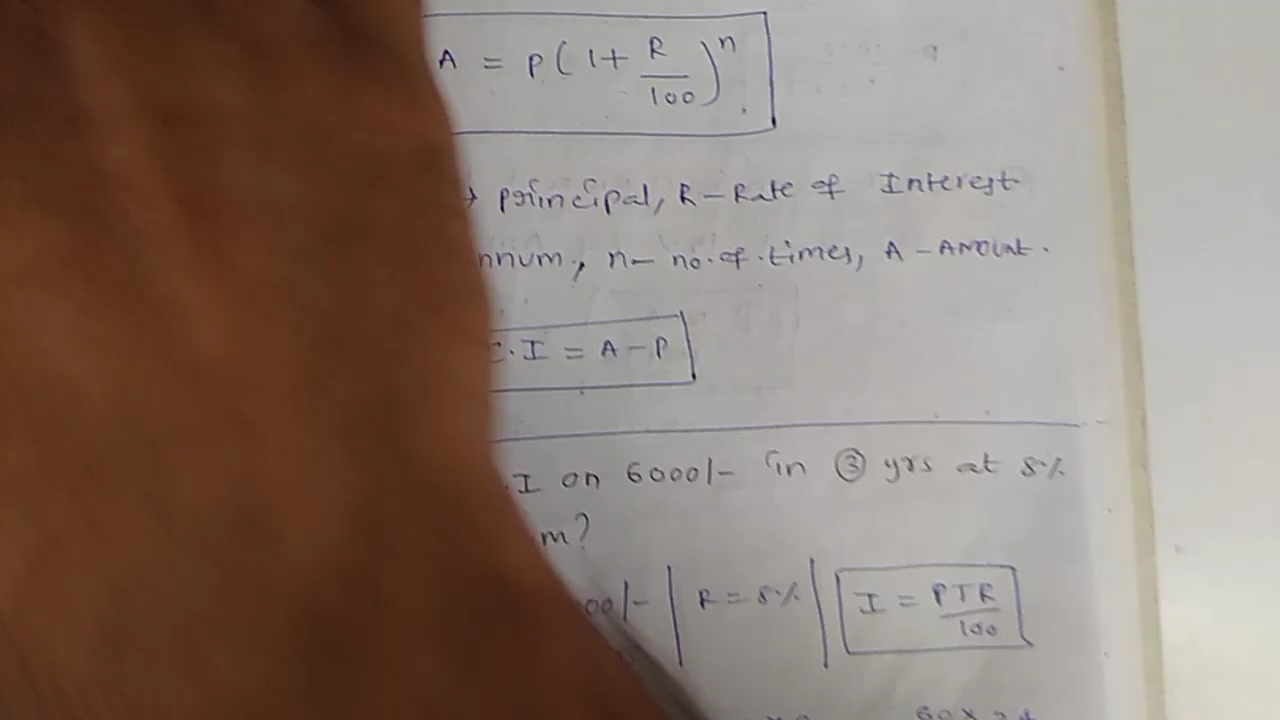 A = P(1+ R/100)^n
principal, R-Rate of Interest
nnum, n- no.of.times, A-Amount.
.I = A-P
.I on 6000/- in ③ yrs at 8%
m?
00/- | R=8% | I = PTR/100